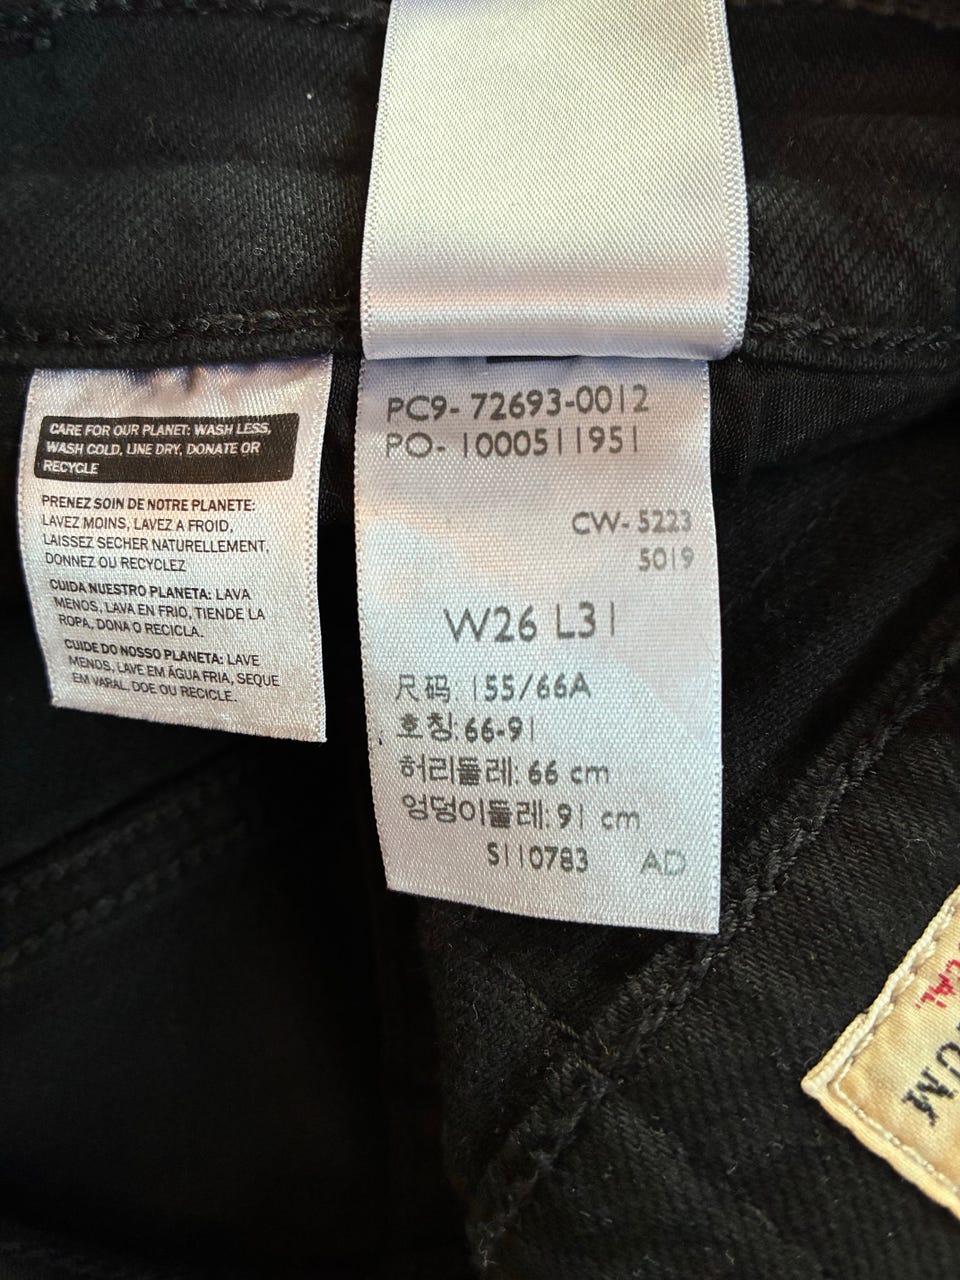 CARE FOR OUR PLANET: WASH LESS,
WASH COLD, LINE DRY, DONATE OR
RECYCLE
PRENEZ SOIN DE NOTRE PLANETE:
LAVEZ MOINS, LAVEZ A FROID,
LAISSEZ SECHER NATURELLEMENT,
DONNEZ OU RECYCLEZ
CUIDA NUESTRO PLANETA: LAVA
MENOS, LAVA EN FRIO, TIENDE LA
ROPA, DONA O RECICLA.
CUIDE DO NOSSO PLANETA: LAVE
MENOS, LAVE EM ÁGUA FRIA, SEQUE
EM VARAL, DOE OU RECICLE.
PC9- 72693-0012
PO- 1000511951
CW- 5223
5019
W26 L31
尺码 155/66A
호칭:66-91
허리둘레: 66 cm
엉덩이둘레: 91 cm
S110783 AD